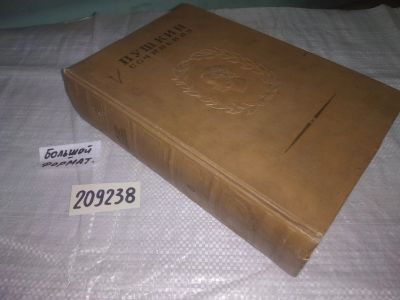 ПУШКИН
СОЧИНЕНИЯ
Большой
формат.
209238